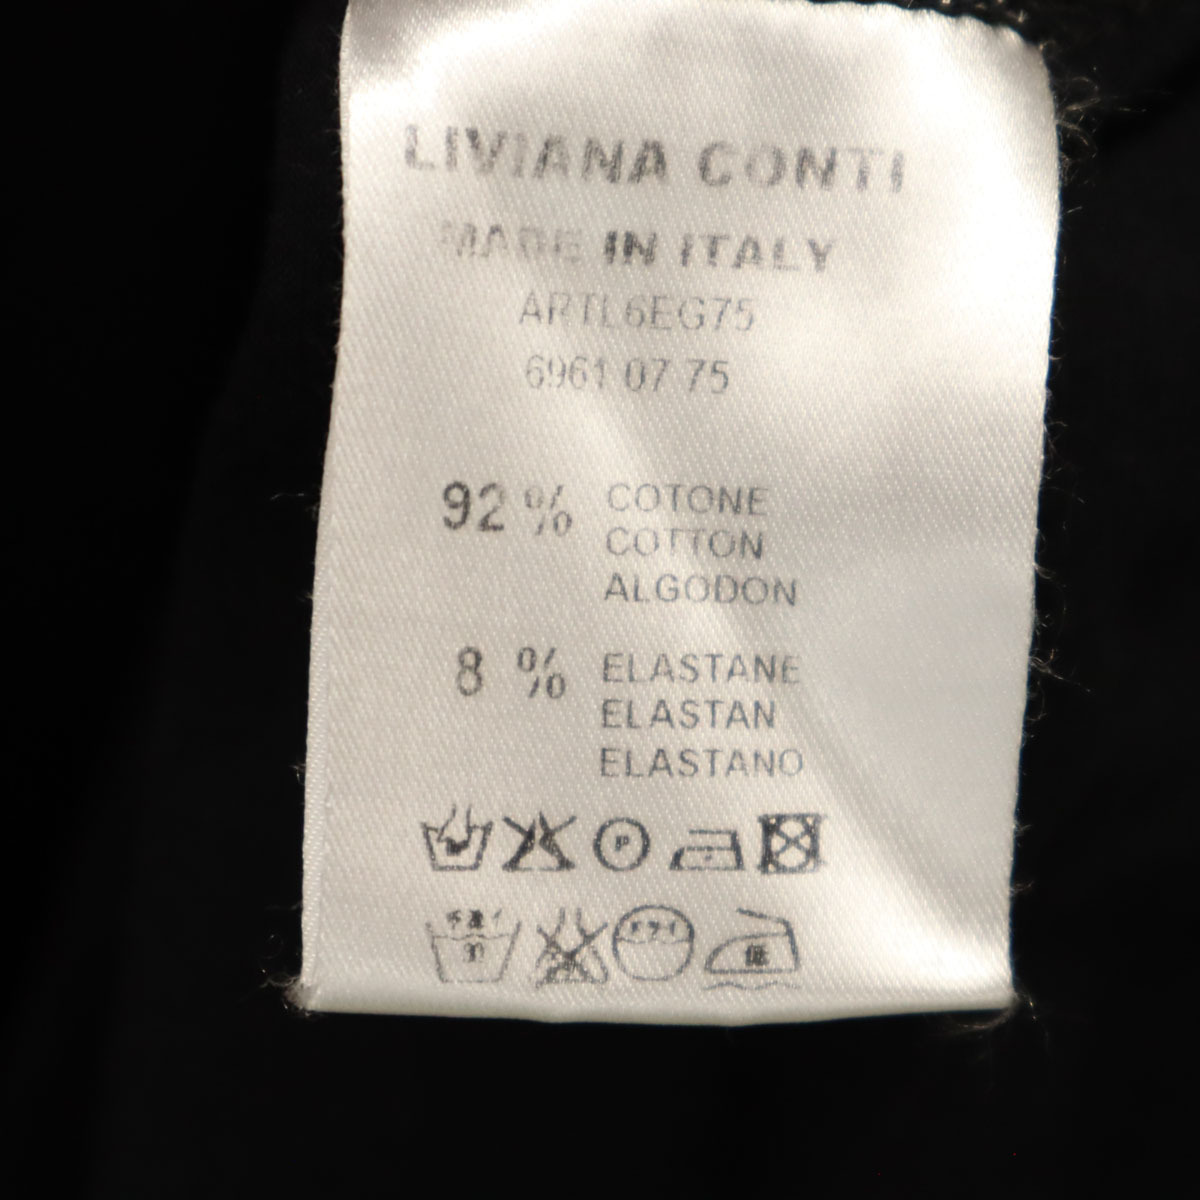 LIVIANA CONTI
MADE IN ITALY
ARTL6EG75
6961 07 75
92 % COTONE
COTTON
ALGODON
8 % ELASTANE
ELASTAN
ELASTANO
P